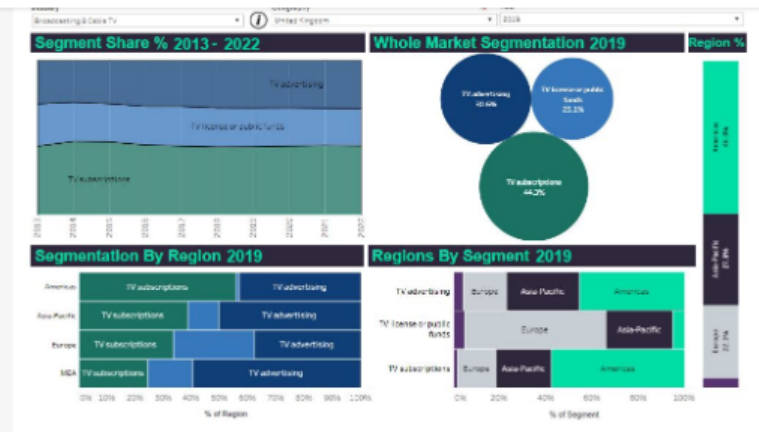 Broadcasting & Cable TV
United Kingdom
2019
Segment Share % 2013 - 2022
Whole Market Segmentation 2019
Region %
TV advertising
TV license or public funds
TV subscriptions
2013
2014
2015
2016
2017
2018
2019
2020
2021
2022
TV advertising
TV license or public
funds
TV subscriptions
44.3%
Americas
Asia-Pacific
Europe
Segmentation By Region 2019
Americas
TV subscriptions
TV advertising
Asia-Pacific
TV subscriptions
TV advertising
Europe
TV subscriptions
TV advertising
MEA
TV subscriptions
TV advertising
0% 10% 20% 30% 40% 50% 60% 70% 80% 90% 100%
% of Region
Regions By Segment 2019
TV advertising
Europe
Asia-Pacific
Americas
TV license or public
funds
Europe
Asia-Pacific
TV subscriptions
Europe
Asia-Pacific
Americas
0% 20% 40% 60% 80% 100%
% of Segment